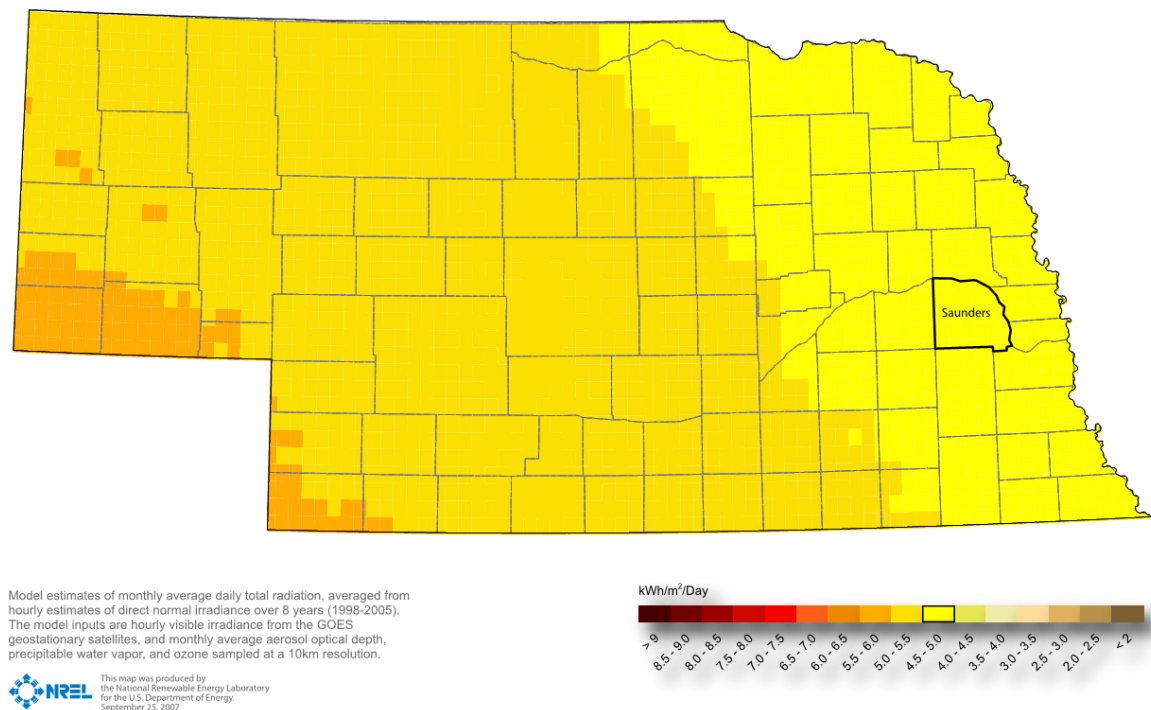 Saunders
Model estimates of monthly average daily total radiation, averaged from
hourly estimates of direct normal irradiance over 8 years (1998-2005).
The model inputs are hourly visible irradiance from the GOES
geostationary satellites, and monthly average aerosol optical depth,
precipitable water vapor, and ozone sampled at a 10km resolution.
NREL
This map was produced by
the National Renewable Energy Laboratory
for the U.S. Department of Energy.
September 25, 2007
kWh/m²/Day
> 9
8.5 - 9.0
8.0 - 8.5
7.5 - 8.0
7.0 - 7.5
6.5 - 7.0
6.0 - 6.5
5.5 - 6.0
5.0 - 5.5
4.5 - 5.0
4.0 - 4.5
3.5 - 4.0
3.0 - 3.5
2.5 - 3.0
2.0 - 2.5
< 2